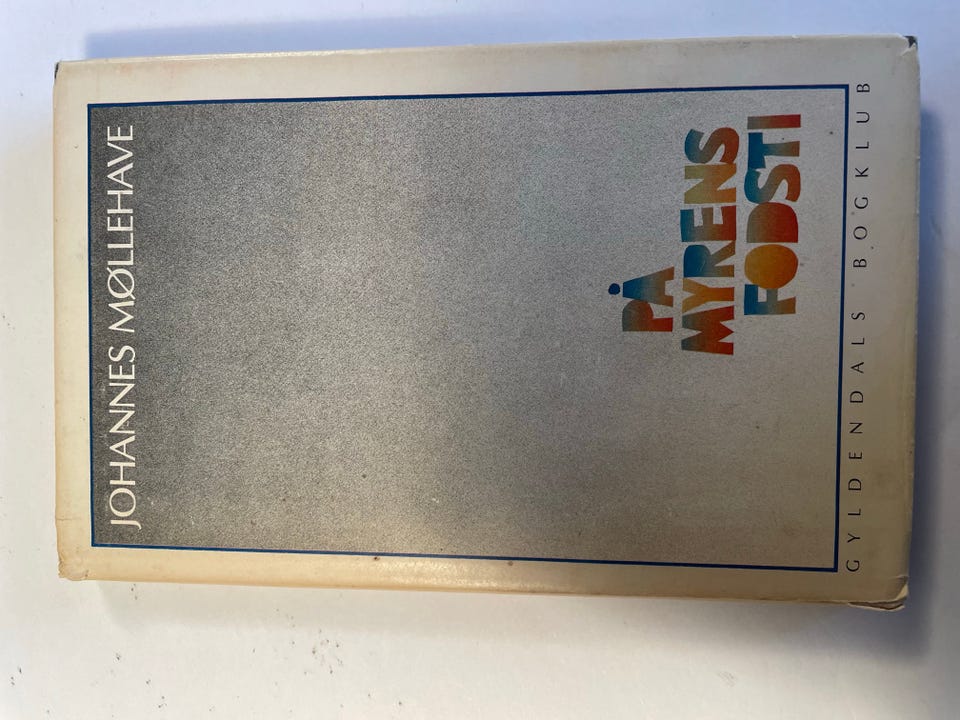 JOHANNES MØLLEHAVE
PÅ
MYRENS
FODSTI
GYLDENDALS BOGKLUB